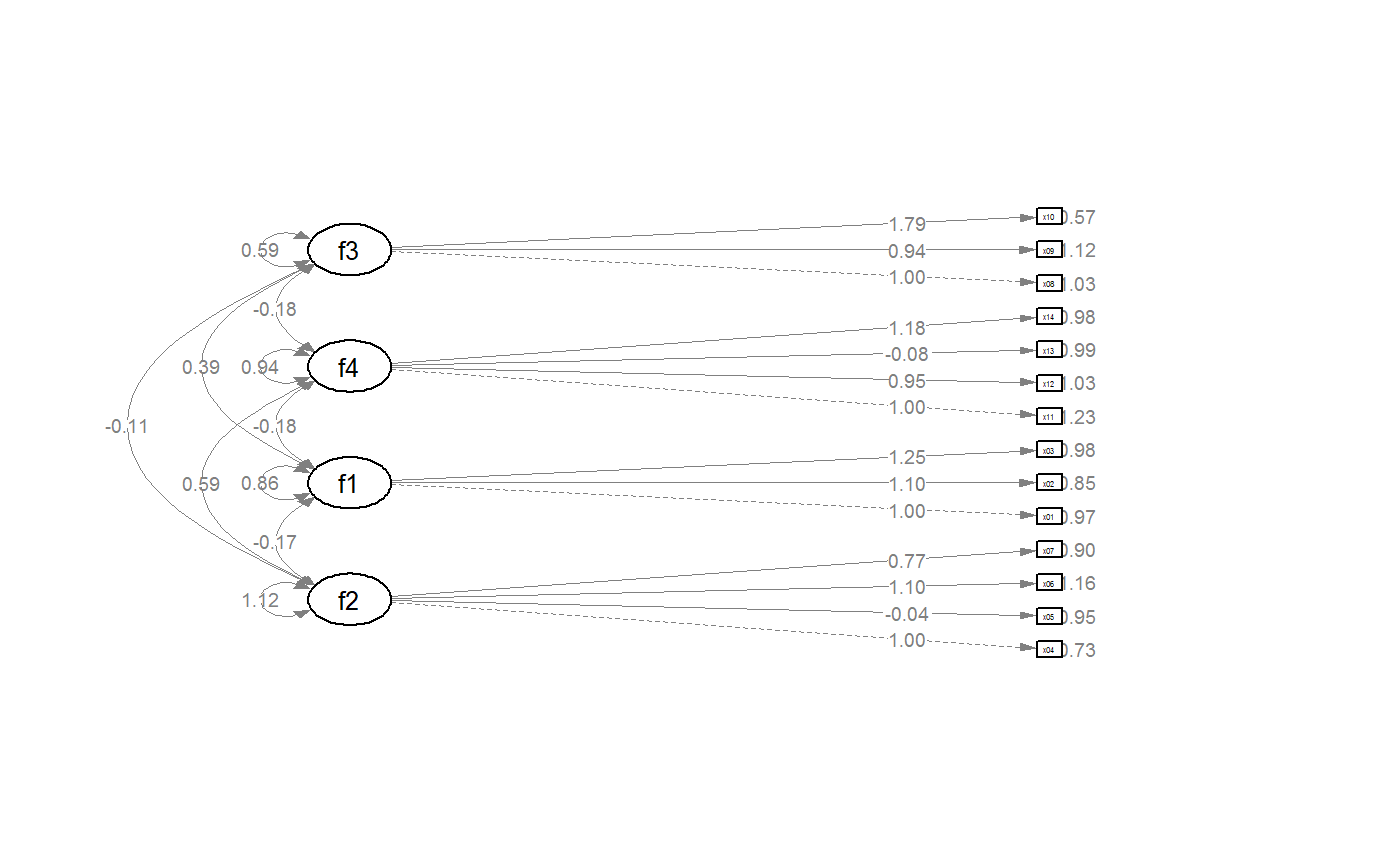 x10 0.57
1.79
0.59 f3 0.94 x09 1.12
1.00 x08 1.03
-0.18 x14 0.98
1.18
x13 0.99
-0.08
0.39 0.94 f4 0.95 x12 1.03
1.00 x11 1.23
-0.11 -0.18
x03 0.98
1.25
0.59 0.86 f1 1.10 x02 0.85
1.00 x01 0.97
-0.17 x07 0.90
0.77
1.10 x06 1.16
1.12 f2 -0.04 x05 0.95
1.00 x04 0.73